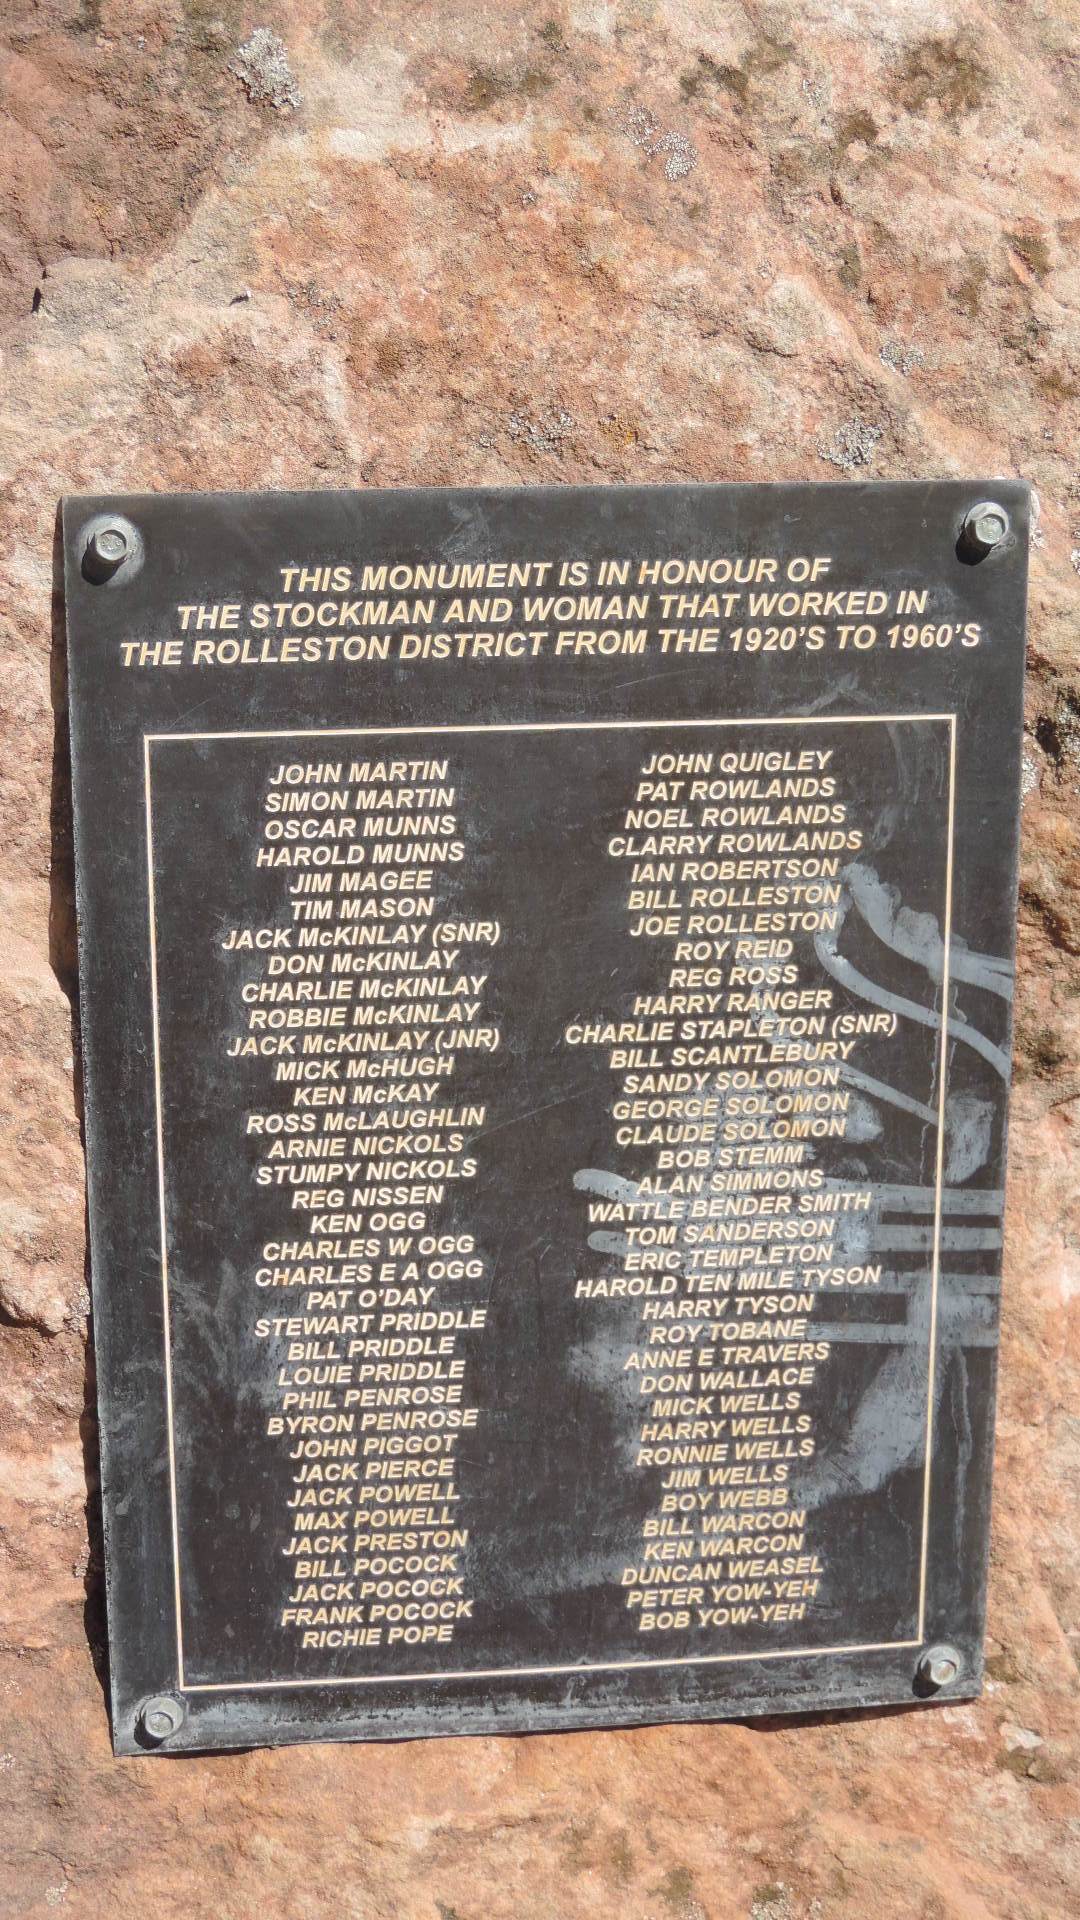 THIS MONUMENT IS IN HONOUR OF
THE STOCKMAN AND WOMAN THAT WORKED IN
THE ROLLESTON DISTRICT FROM THE 1920'S TO 1960'S
JOHN MARTIN
SIMON MARTIN
OSCAR MUNNS
HAROLD MUNNS
JIM MAGEE
TIM MASON
JACK McKINLAY (SNR)
DON McKINLAY
CHARLIE McKINLAY
ROBBIE McKINLAY
JACK McKINLAY (JNR)
MICK McHUGH
KEN McKAY
ROSS McLAUGHLIN
ARNIE NICKOLS
STUMPY NICKOLS
REG NISSEN
KEN OGG
CHARLES W OGG
CHARLES E A OGG
PAT O'DAY
STEWART PRIDDLE
BILL PRIDDLE
LOUIE PRIDDLE
PHIL PENROSE
BYRON PENROSE
JOHN PIGGOT
JACK PIERCE
JACK POWELL
MAX POWELL
JACK PRESTON
BILL POCOCK
JACK POCOCK
FRANK POCOCK
RICHIE POPE
JOHN QUIGLEY
PAT ROWLANDS
NOEL ROWLANDS
CLARRY ROWLANDS
IAN ROBERTSON
BILL ROLLESTON
JOE ROLLESTON
ROY REID
REG ROSS
HARRY RANGER
CHARLIE STAPLETON (SNR)
BILL SCANTLEBURY
SANDY SOLOMON
GEORGE SOLOMON
CLAUDE SOLOMON
BOB STEMM
ALAN SIMMONS
WATTLE BENDER SMITH
TOM SANDERSON
ERIC TEMPLETON
HAROLD TEN MILE TYSON
HARRY TYSON
ROY TOBANE
ANNE E TRAVERS
DON WALLACE
MICK WELLS
HARRY WELLS
RONNIE WELLS
JIM WELLS
BOY WEBB
BILL WARCON
KEN WARCON
DUNCAN WEASEL
PETER YOW-YEH
BOB YOW-YEH